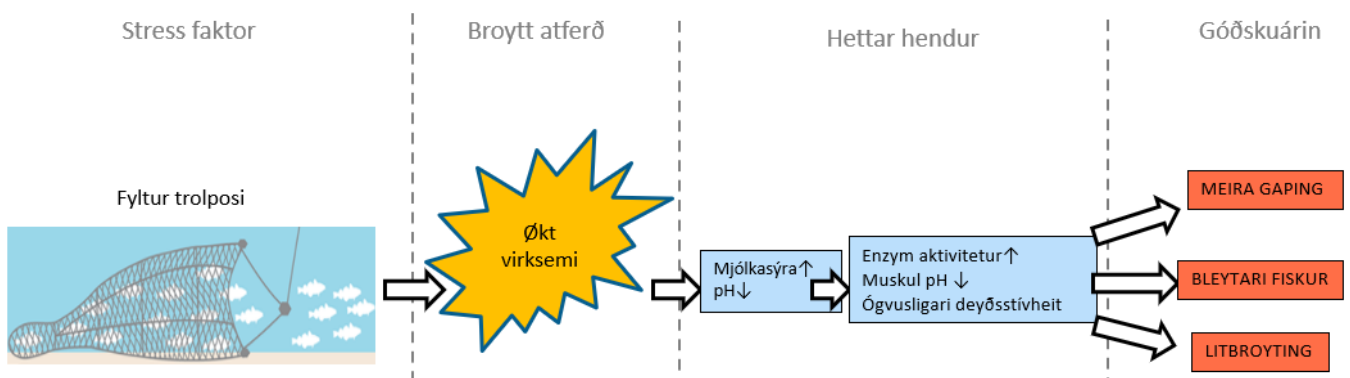 Stress faktor
Broytt atferð
Hettar hendur
Góðskuárin
Fyltur trolposi
Økt
virksemi
Mjólkasýra↑
pH↓
Enzym aktivitetur↑
Muskul pH ↓
Ógvusligari deyðsstívheit
MEIRA GAPING
BLEYTARI FISKUR
LITBROYTING